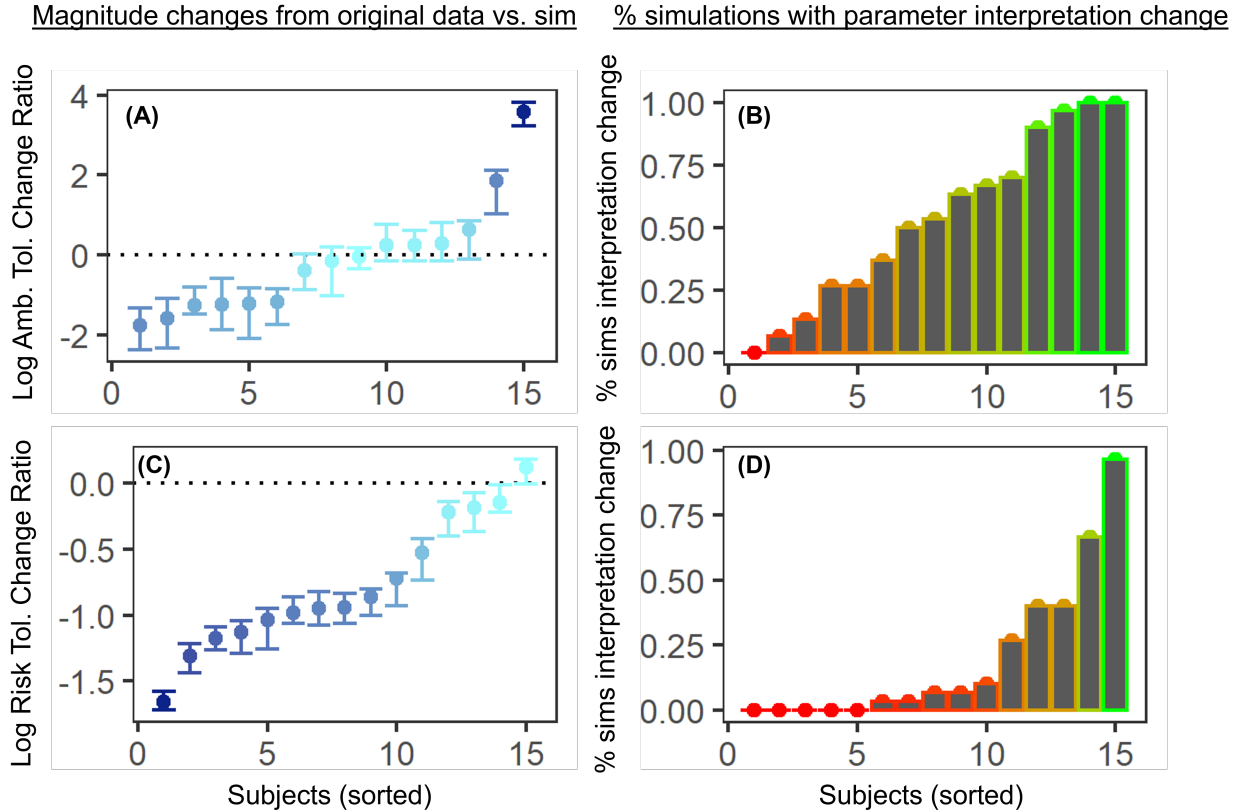 Magnitude changes from original data vs. sim
% simulations with parameter interpretation change
Log Amb. Tol. Change Ratio
(A)
4
2
0
-2
0
5
10
15
% sims interpretation change
(B)
1.00
0.75
0.50
0.25
0.00
0
5
10
15
Log Risk Tol. Change Ratio
(C)
0.0
-0.5
-1.0
-1.5
0
5
10
15
Subjects (sorted)
% sims interpretation change
(D)
1.00
0.75
0.50
0.25
0.00
0
5
10
15
Subjects (sorted)